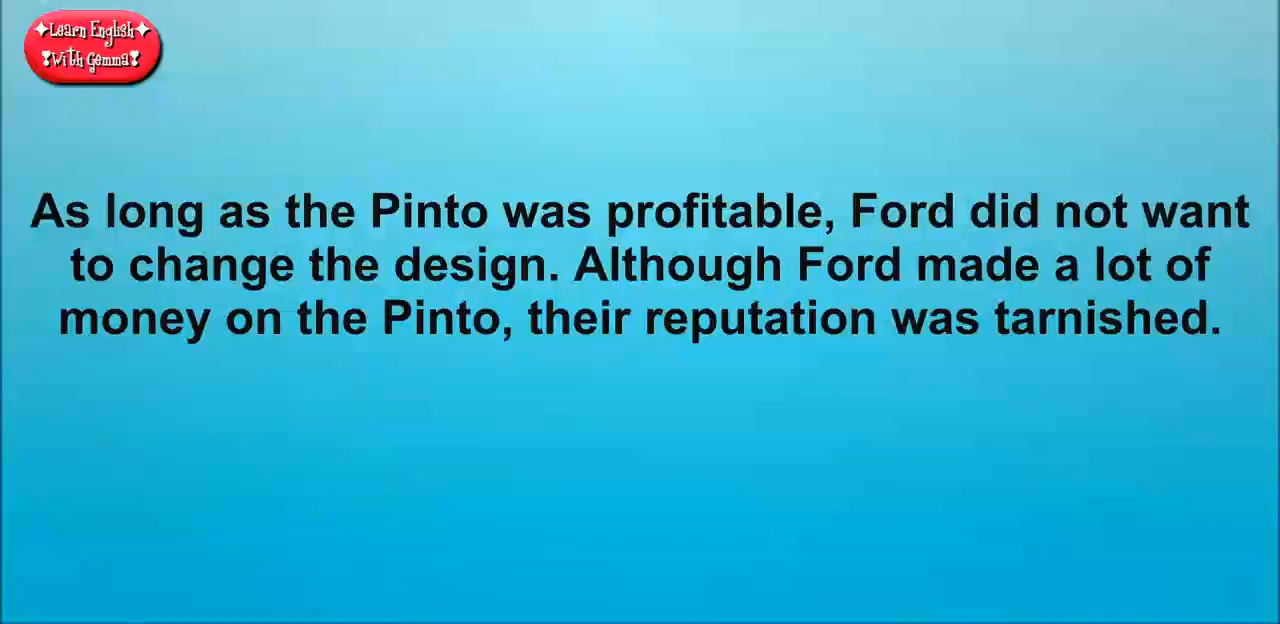 Learn English
With Gemma
As long as the Pinto was profitable, Ford did not want
to change the design. Although Ford made a lot of
money on the Pinto, their reputation was tarnished.